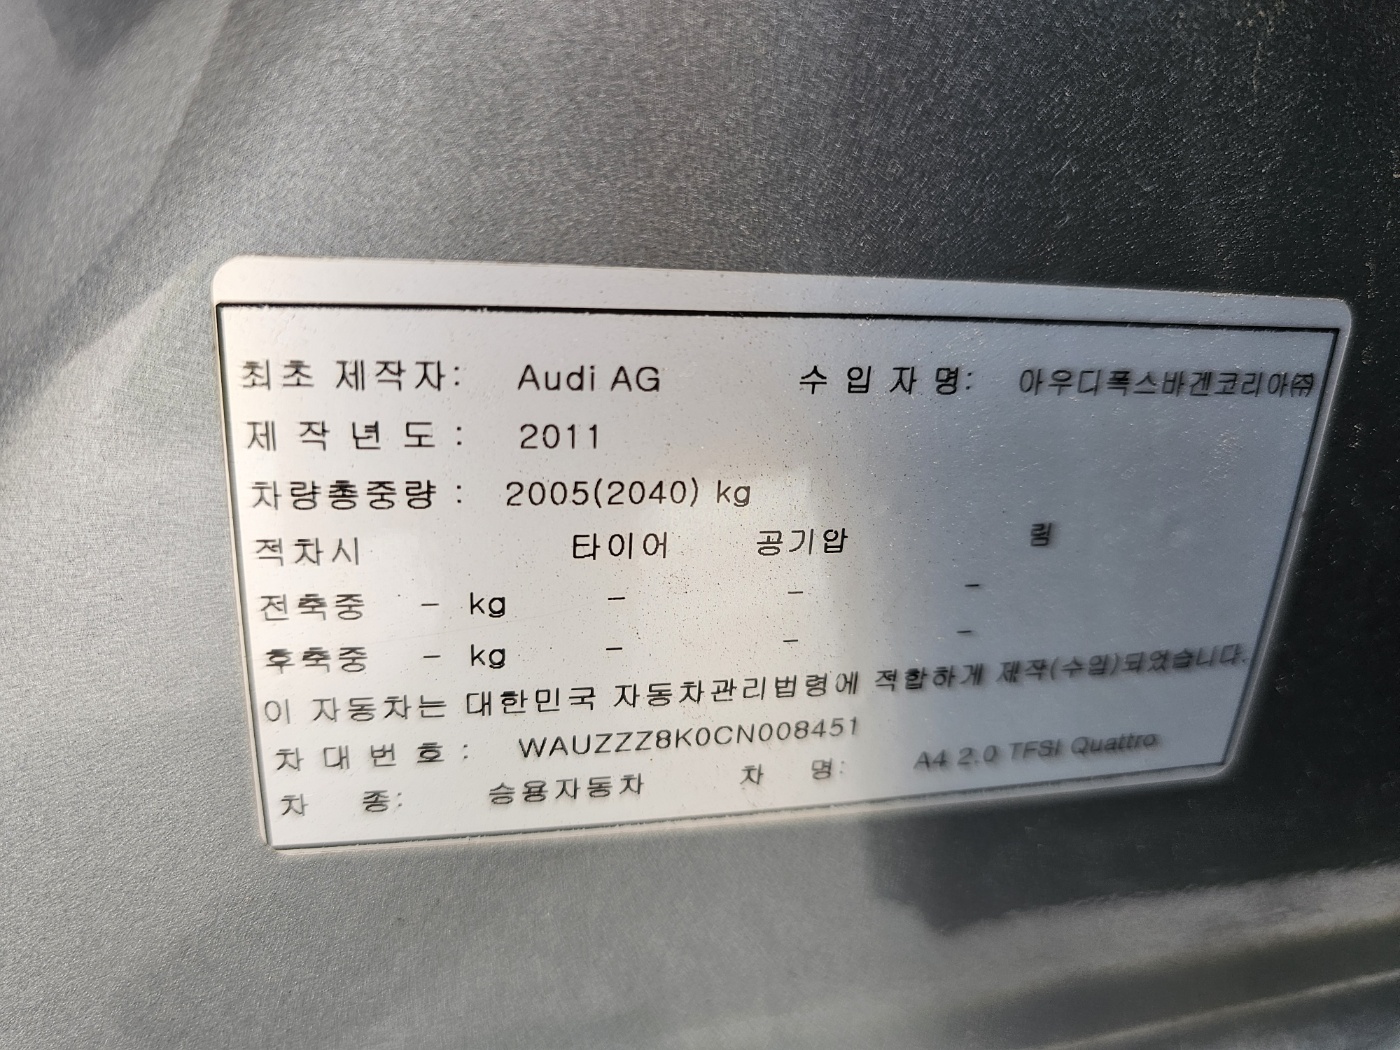 최초 제작자: Audi AG 수 입 자 명: 아우디폭스바겐코리아㈜
제 작 년 도 : 2011
차량총중량 : 2005(2040) kg
적차시 타이어 공기압 림
전축중 - kg - - -
후축중 - kg - - -
이 자동차는 대한민국 자동차관리법령에 적합하게 제작(수입)되었습니다.
차 대 번 호 : WAUZZZ8K0CN008451
차 종: 승용자동차 차 명: A4 2.0 TFSI Quattro